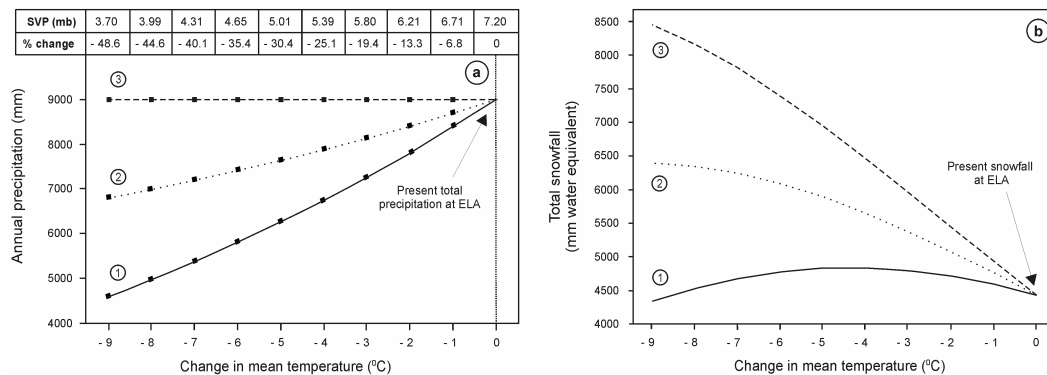 SVP (mb) 3.70 3.99 4.31 4.65 5.01 5.39 5.80 6.21 6.71 7.20
% change - 48.6 - 44.6 - 40.1 - 35.4 - 30.4 - 25.1 - 19.4 - 13.3 - 6.8 0
a
3
2
1
9000
8000
7000
6000
5000
4000
Annual precipitation (mm)
Present total
precipitation at ELA
- 9 - 8 - 7 - 6 - 5 - 4 - 3 - 2 - 1 0
Change in mean temperature (⁰C)
b
8500
8000
7500
7000
6500
6000
5500
5000
4500
4000
Total snowfall
(mm water equivalent)
3
2
1
Present snowfall
at ELA
- 9 - 8 - 7 - 6 - 5 - 4 - 3 - 2 - 1 0
Change in mean temperature (⁰C)